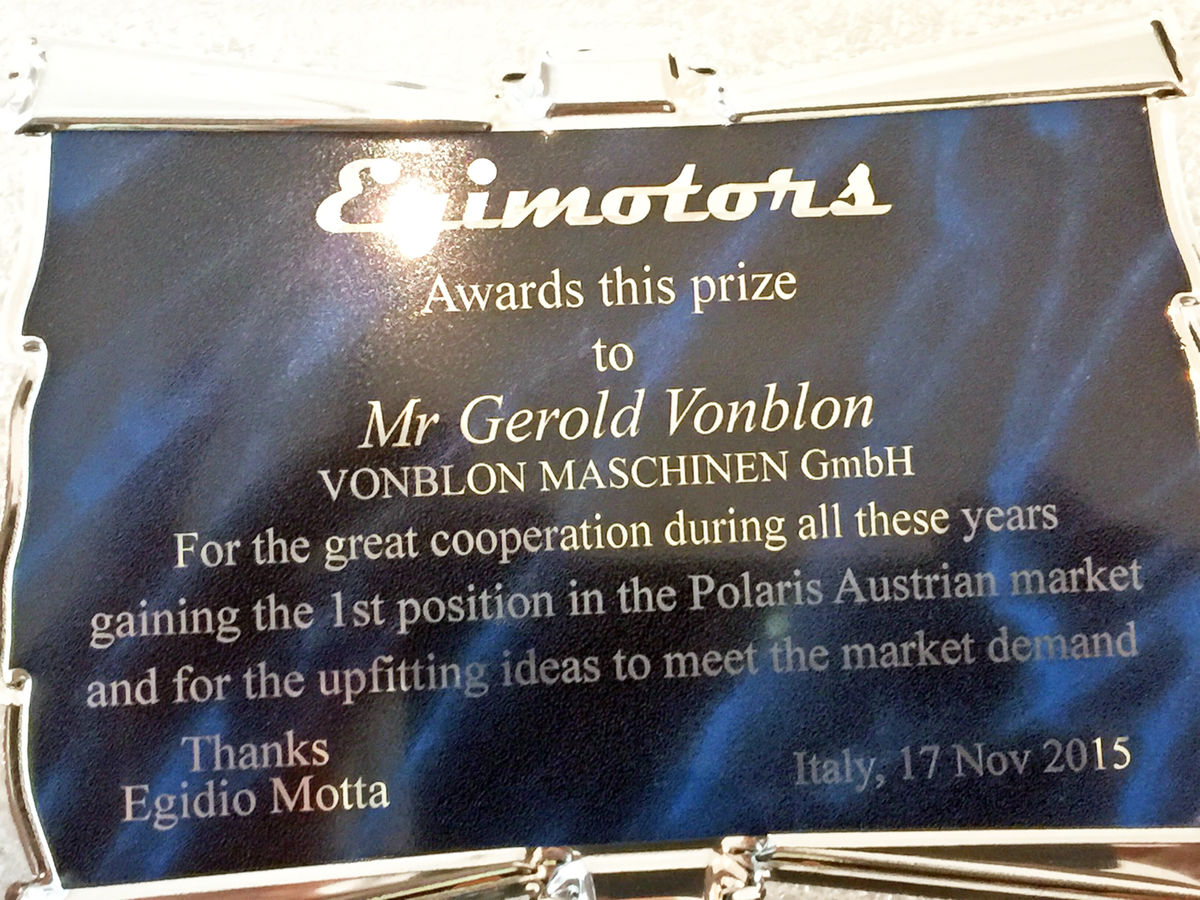 Egimotors
Awards this prize
to
Mr Gerold Vonblon
VONBLON MASCHINEN GmbH
For the great cooperation during all these years
gaining the 1st position in the Polaris Austrian market
and for the upfitting ideas to meet the market demand
Thanks
Egidio Motta
Italy, 17 Nov 2015